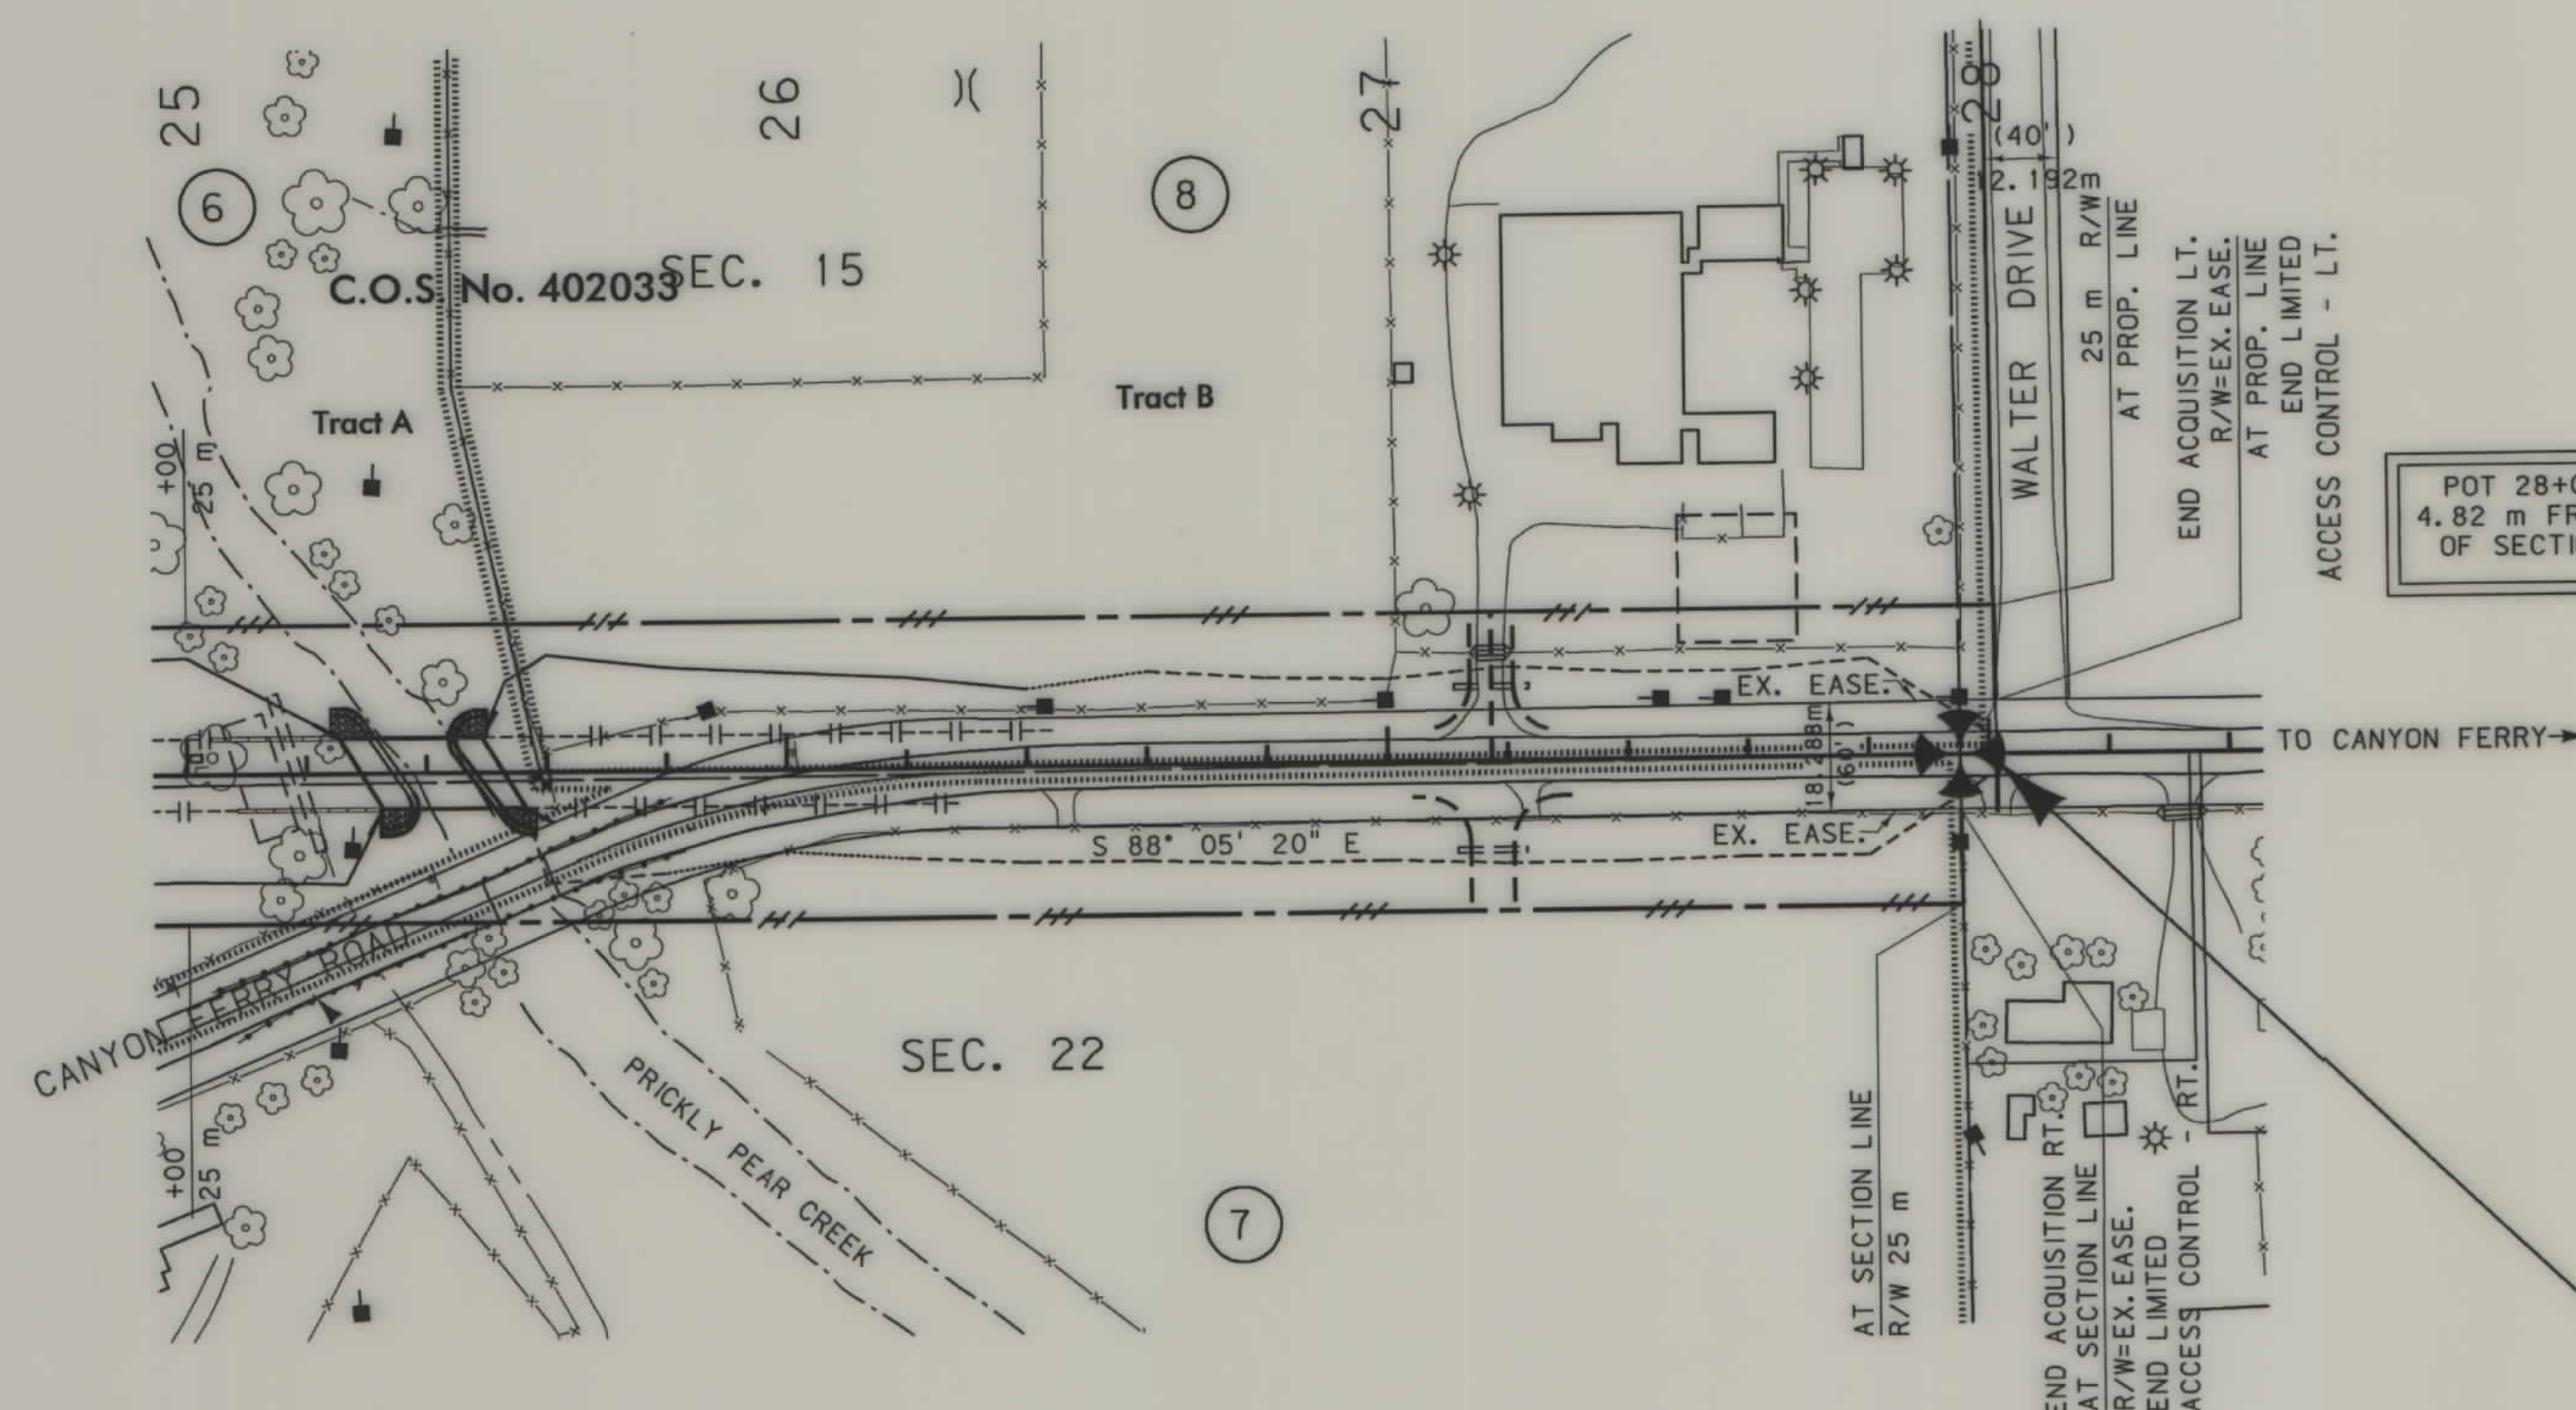 25
26
27
28
(40')
12.192m
6
8
C.O.S. No. 402033
SEC. 15
Tract A
Tract B
WALTER DRIVE
25 m R/W
AT PROP. LINE
END ACQUISITION LT.
R/W=EX.EASE.
AT PROP. LINE
END LIMITED
ACCESS CONTROL - LT.
+00
25 m
POT 28+
4.82 m FR
OF SECTI
EX. EASE.
18.288m
(60')
TO CANYON FERRY
S 88° 05' 20" E
EX. EASE.
CANYON FERRY ROAD
SEC. 22
PRICKLY PEAR CREEK
7
+00
25 m
AT SECTION LINE
R/W 25 m
END ACQUISITION RT.
AT SECTION LINE
R/W=EX.EASE.
END LIMITED
ACCESS CONTROL - RT.